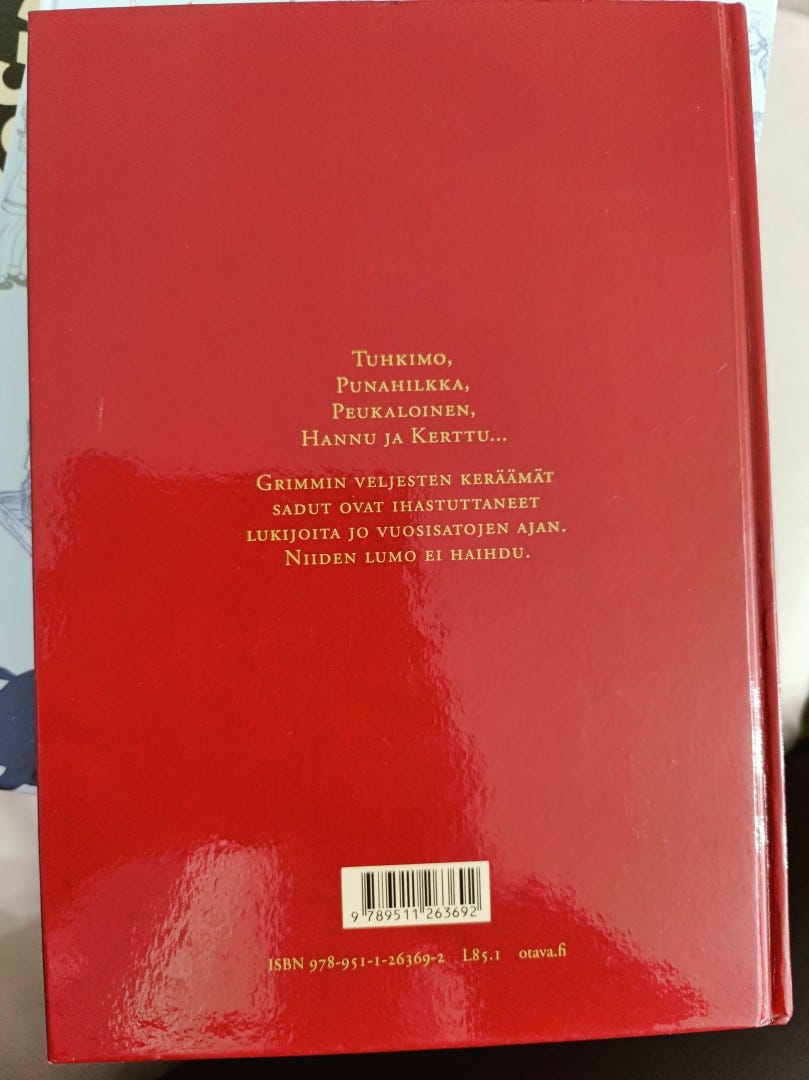 Tuhkimo,
Punahilkka,
Peukaloinen,
Hannu ja Kerttu...
Grimmin veljesten keräämät
sadut ovat ihastuttaneet
lukijoita jo vuosisatojen ajan.
Niiden lumo ei haihdu.
9 789511 263692
ISBN 978-951-1-26369-2 L85.1 otava.fi